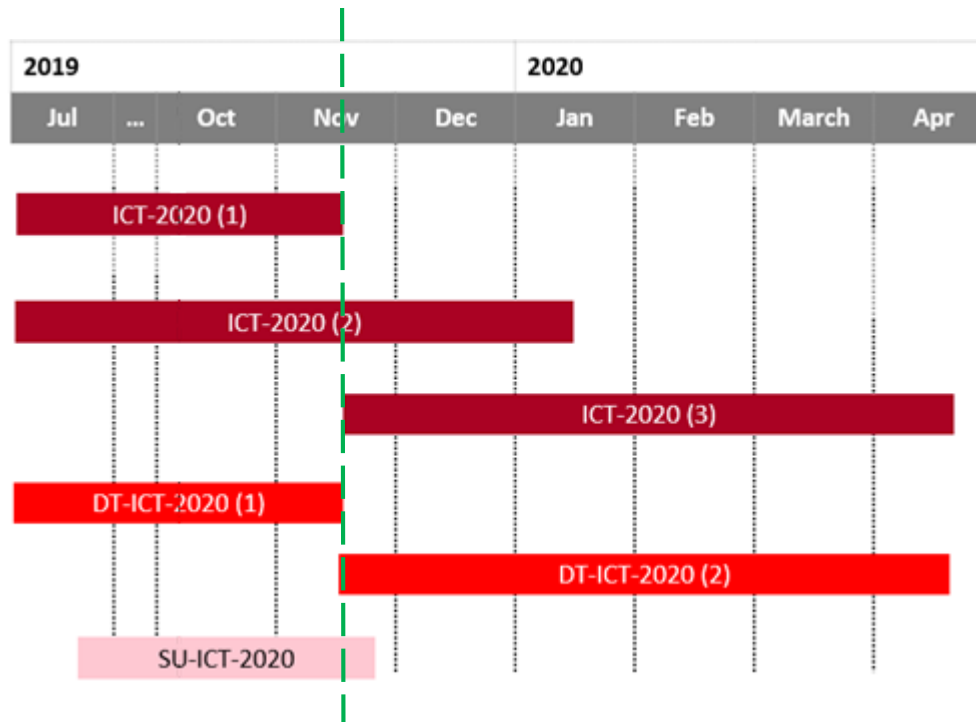 2019 2020
Jul ... Oct Nov Dec Jan Feb March Apr
ICT-2020 (1)
ICT-2020 (2)
ICT-2020 (3)
DT-ICT-2020 (1)
DT-ICT-2020 (2)
SU-ICT-2020